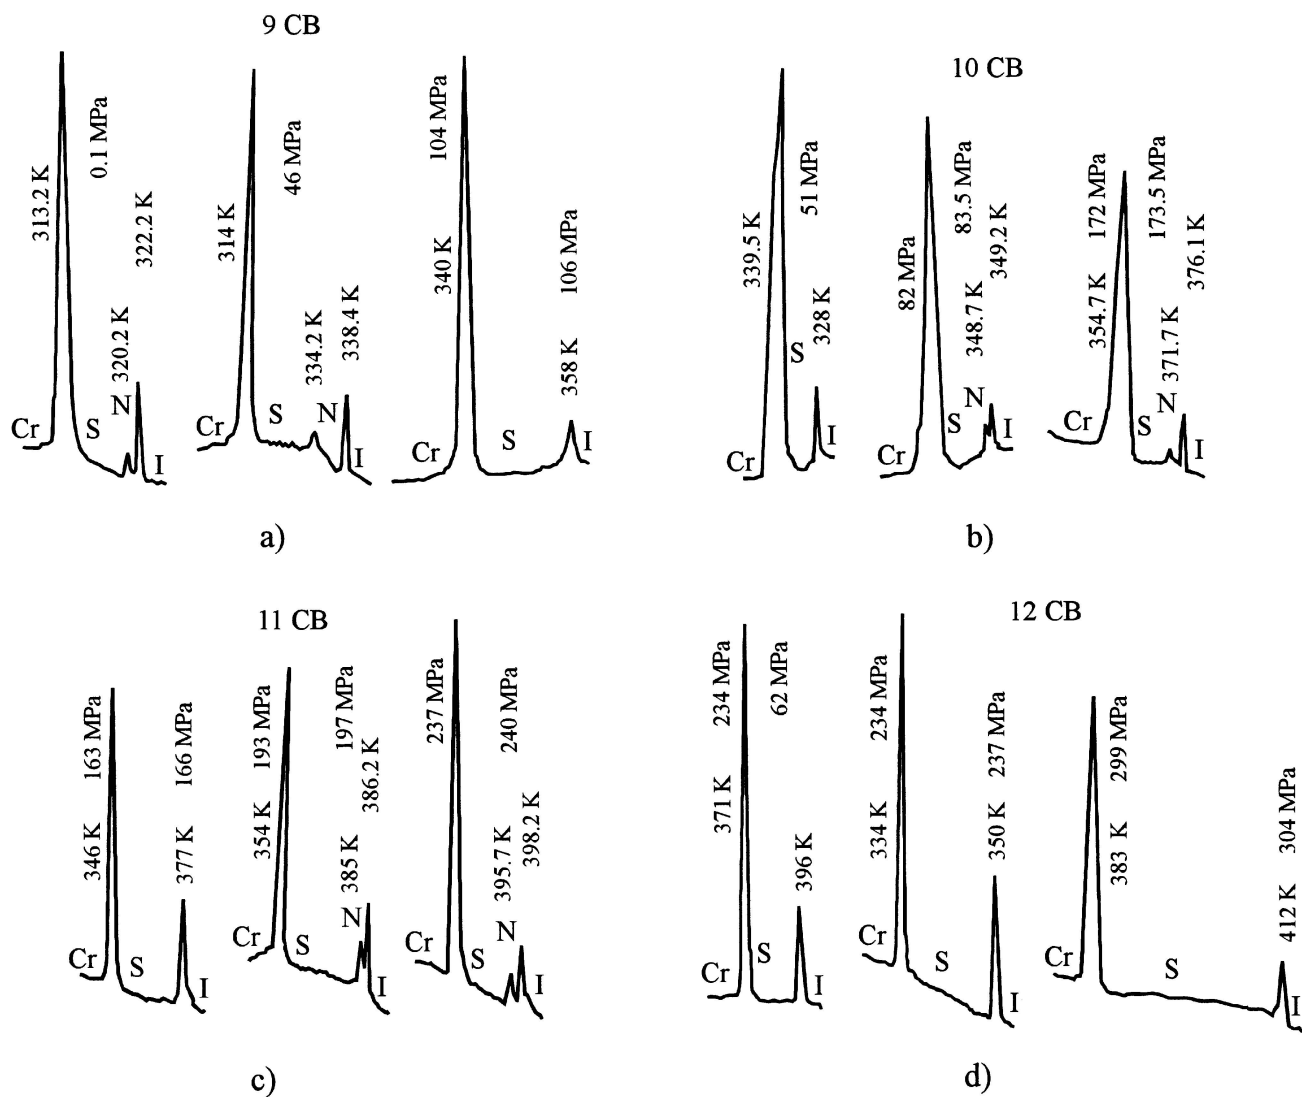 9 CB
313.2 K
0.1 MPa
320.2 K
322.2 K
Cr
S
N
I
314 K
46 MPa
334.2 K
338.4 K
Cr
S
N
I
104 MPa
340 K
106 MPa
358 K
Cr
S
I
a)
10 CB
339.5 K
51 MPa
328 K
Cr
S
82 MPa
83.5 MPa
348.7 K
349.2 K
Cr
S
N
I
172 MPa
354.7 K
173.5 MPa
371.7 K
376.1 K
Cr
S
N
I
b)
11 CB
163 MPa
346 K
166 MPa
377 K
Cr
S
I
193 MPa
354 K
197 MPa
385 K
386.2 K
Cr
S
N
I
237 MPa
240 MPa
395.7 K
398.2 K
Cr
S
N
I
c)
12 CB
234 MPa
371 K
62 MPa
396 K
Cr
S
I
234 MPa
334 K
237 MPa
350 K
Cr
S
I
299 MPa
383 K
304 MPa
412 K
Cr
S
I
d)